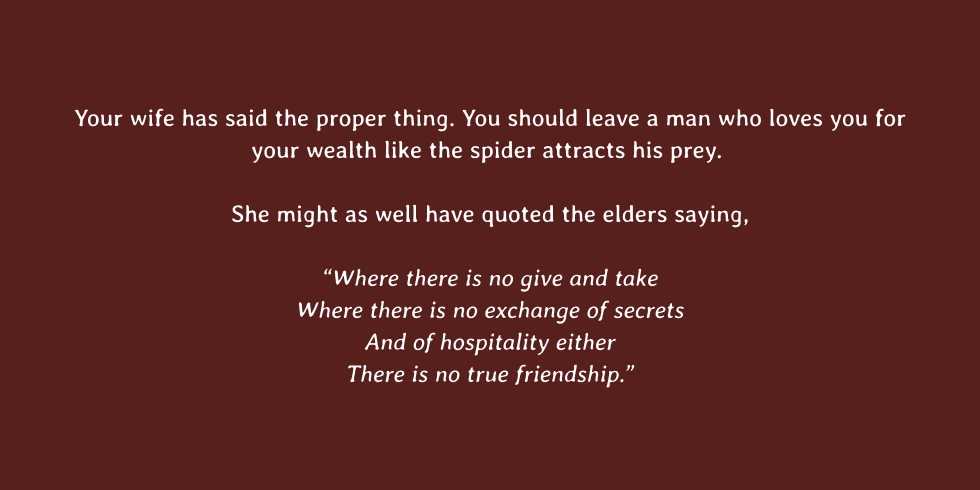 Your wife has said the proper thing. You should leave a man who loves you for
your wealth like the spider attracts his prey.
She might as well have quoted the elders saying,
“Where there is no give and take
Where there is no exchange of secrets
And of hospitality either
There is no true friendship.”